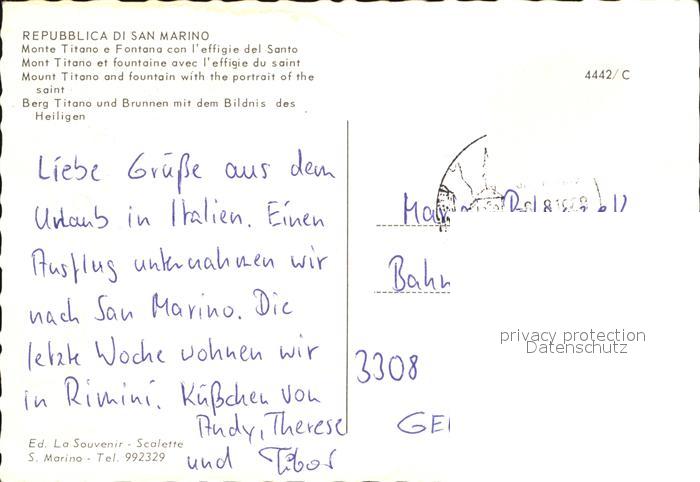 REPUBBLICA DI SAN MARINO
Monte Titano e Fontana con l'effigie del Santo
Mont Titano et fountaine avec l'effigie du saint
Mount Titano and fountain with the portrait of the
saint
Berg Titano und Brunnen mit dem Bildnis des
Heiligen
4442/C
Liebe Grüße aus dem
Urlaub in Italien. Einen
Ausflug unternahmen wir
nach San Marino. Die
letzte Woche wohnen wir
in Rimini. Küßchen von
Andy, Therese
und Tibor
Bahn
3308
GE
privacy protection
Datenschutz
Ed. La Souvenir - Scalette
S. Marino - Tel. 992329